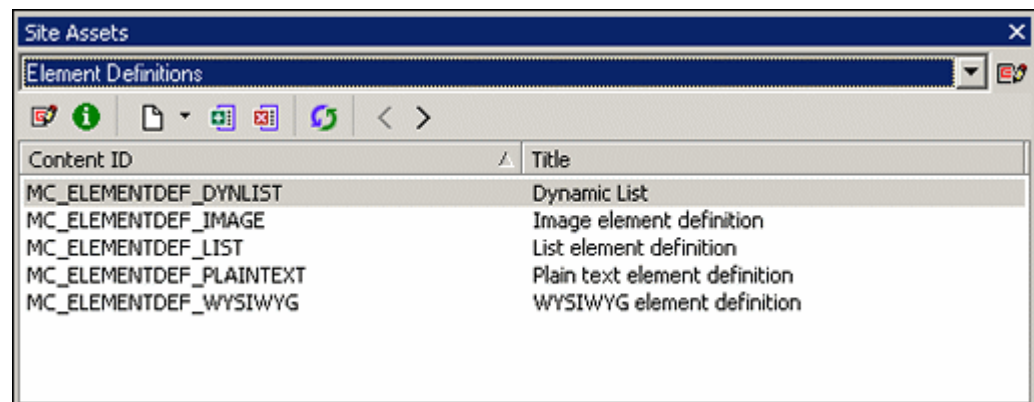 Site Assets
Element Definitions
Content ID Title
MC_ELEMENTDEF_DYNLIST Dynamic List
MC_ELEMENTDEF_IMAGE Image element definition
MC_ELEMENTDEF_LIST List element definition
MC_ELEMENTDEF_PLAINTEXT Plain text element definition
MC_ELEMENTDEF_WYSIWYG WYSIWYG element definition